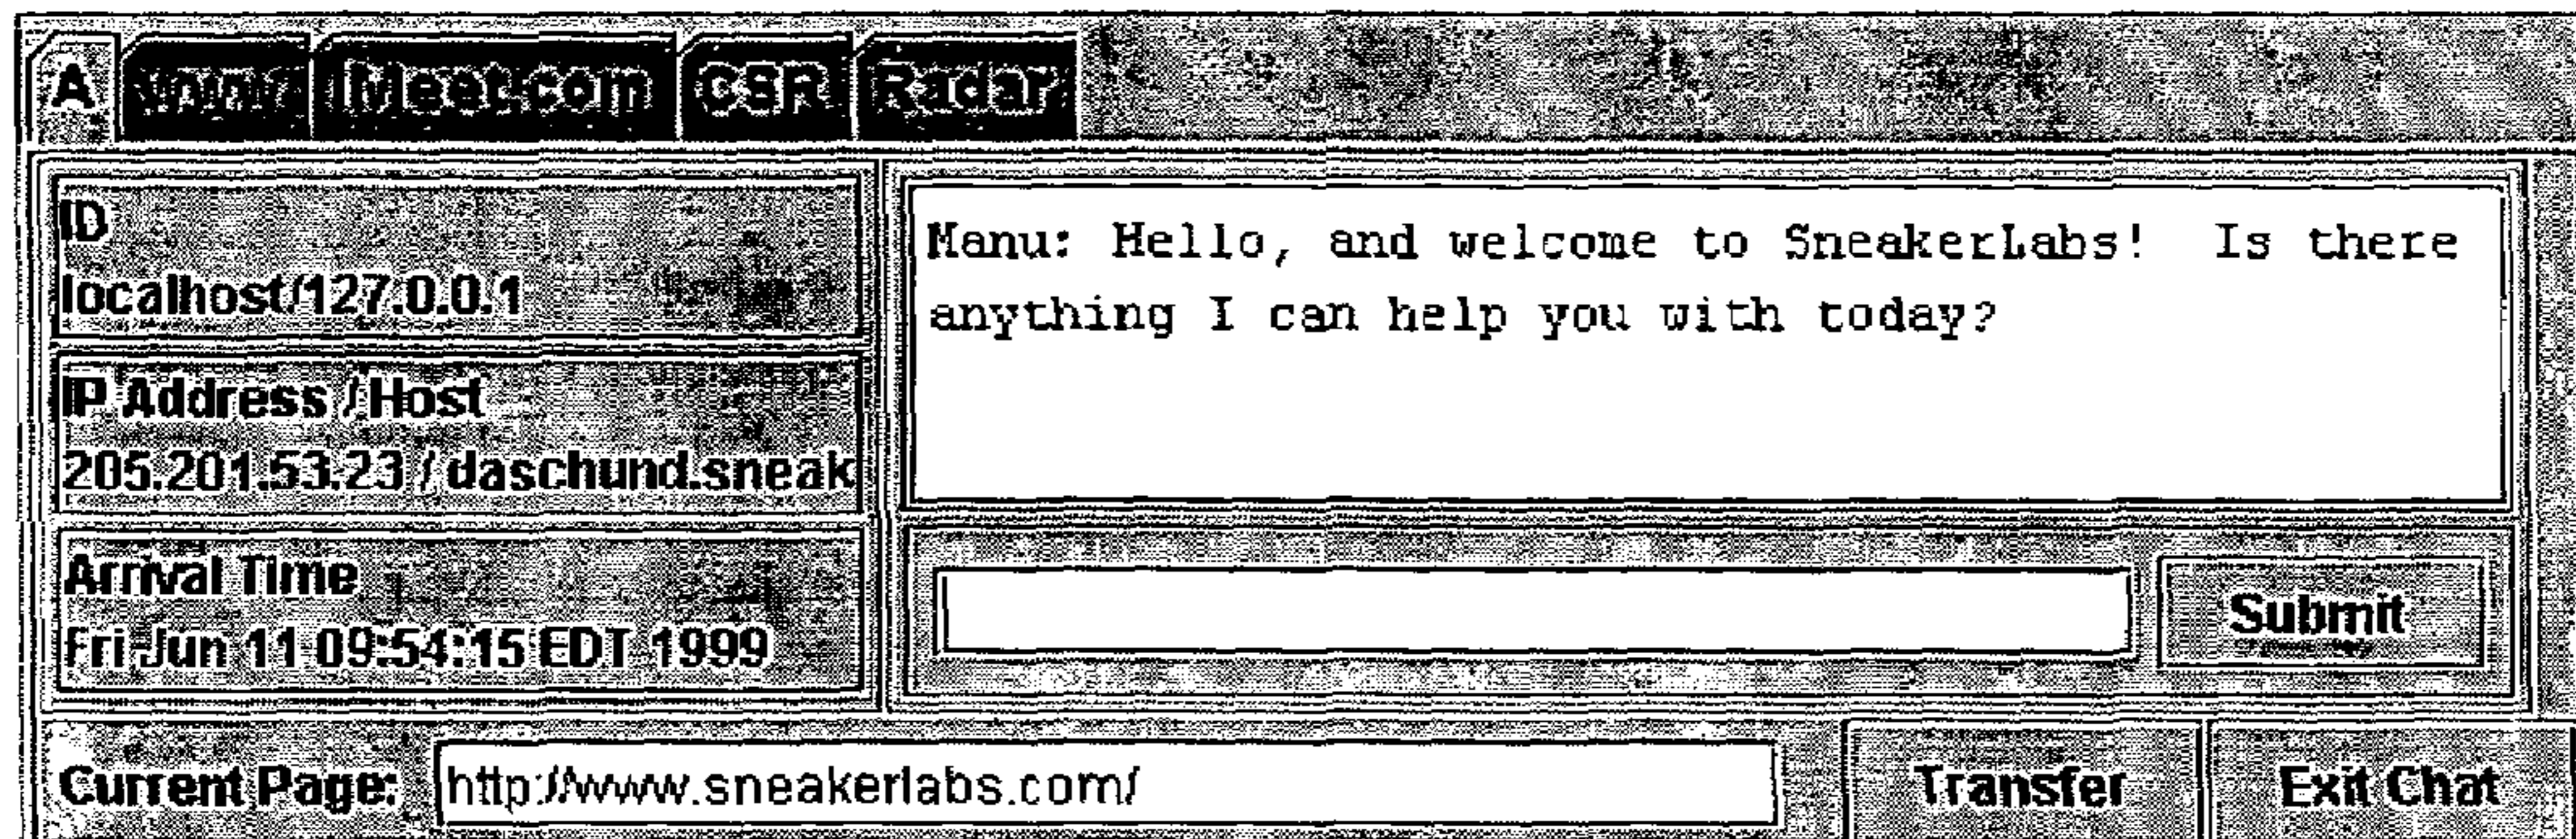 A www iMeet.com CSR Radar
ID
localhost/127.0.0.1
IP Address / Host
205.201.53.23 / daschund.sneak
Arrival Time
Fri Jun 11 09:54:15 EDT 1999
Manu: Hello, and welcome to SneakerLabs! Is there
anything I can help you with today?
Submit
Current Page: http://www.sneakerlabs.com/
Transfer
Exit Chat